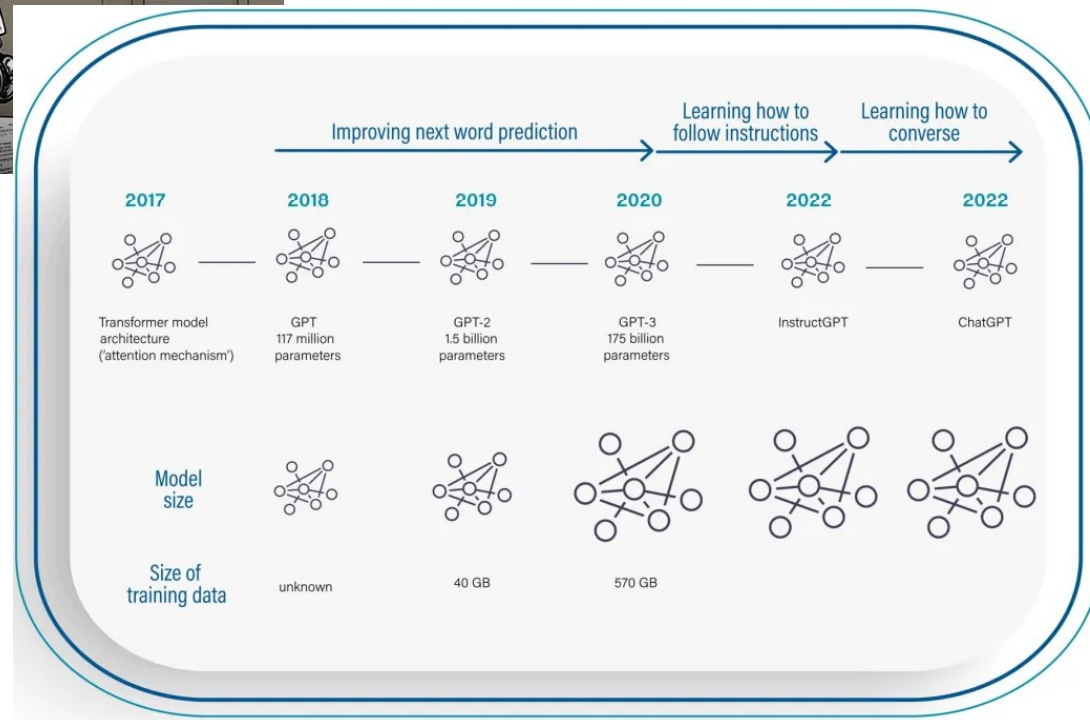 Improving next word prediction
Learning how to
follow instructions
Learning how to
converse
2017
2018
2019
2020
2022
2022
Transformer model
architecture
('attention mechanism')
GPT
117 million
parameters
GPT-2
1.5 billion
parameters
GPT-3
175 billion
parameters
InstructGPT
ChatGPT
Model
size
Size of
training data
unknown
40 GB
570 GB